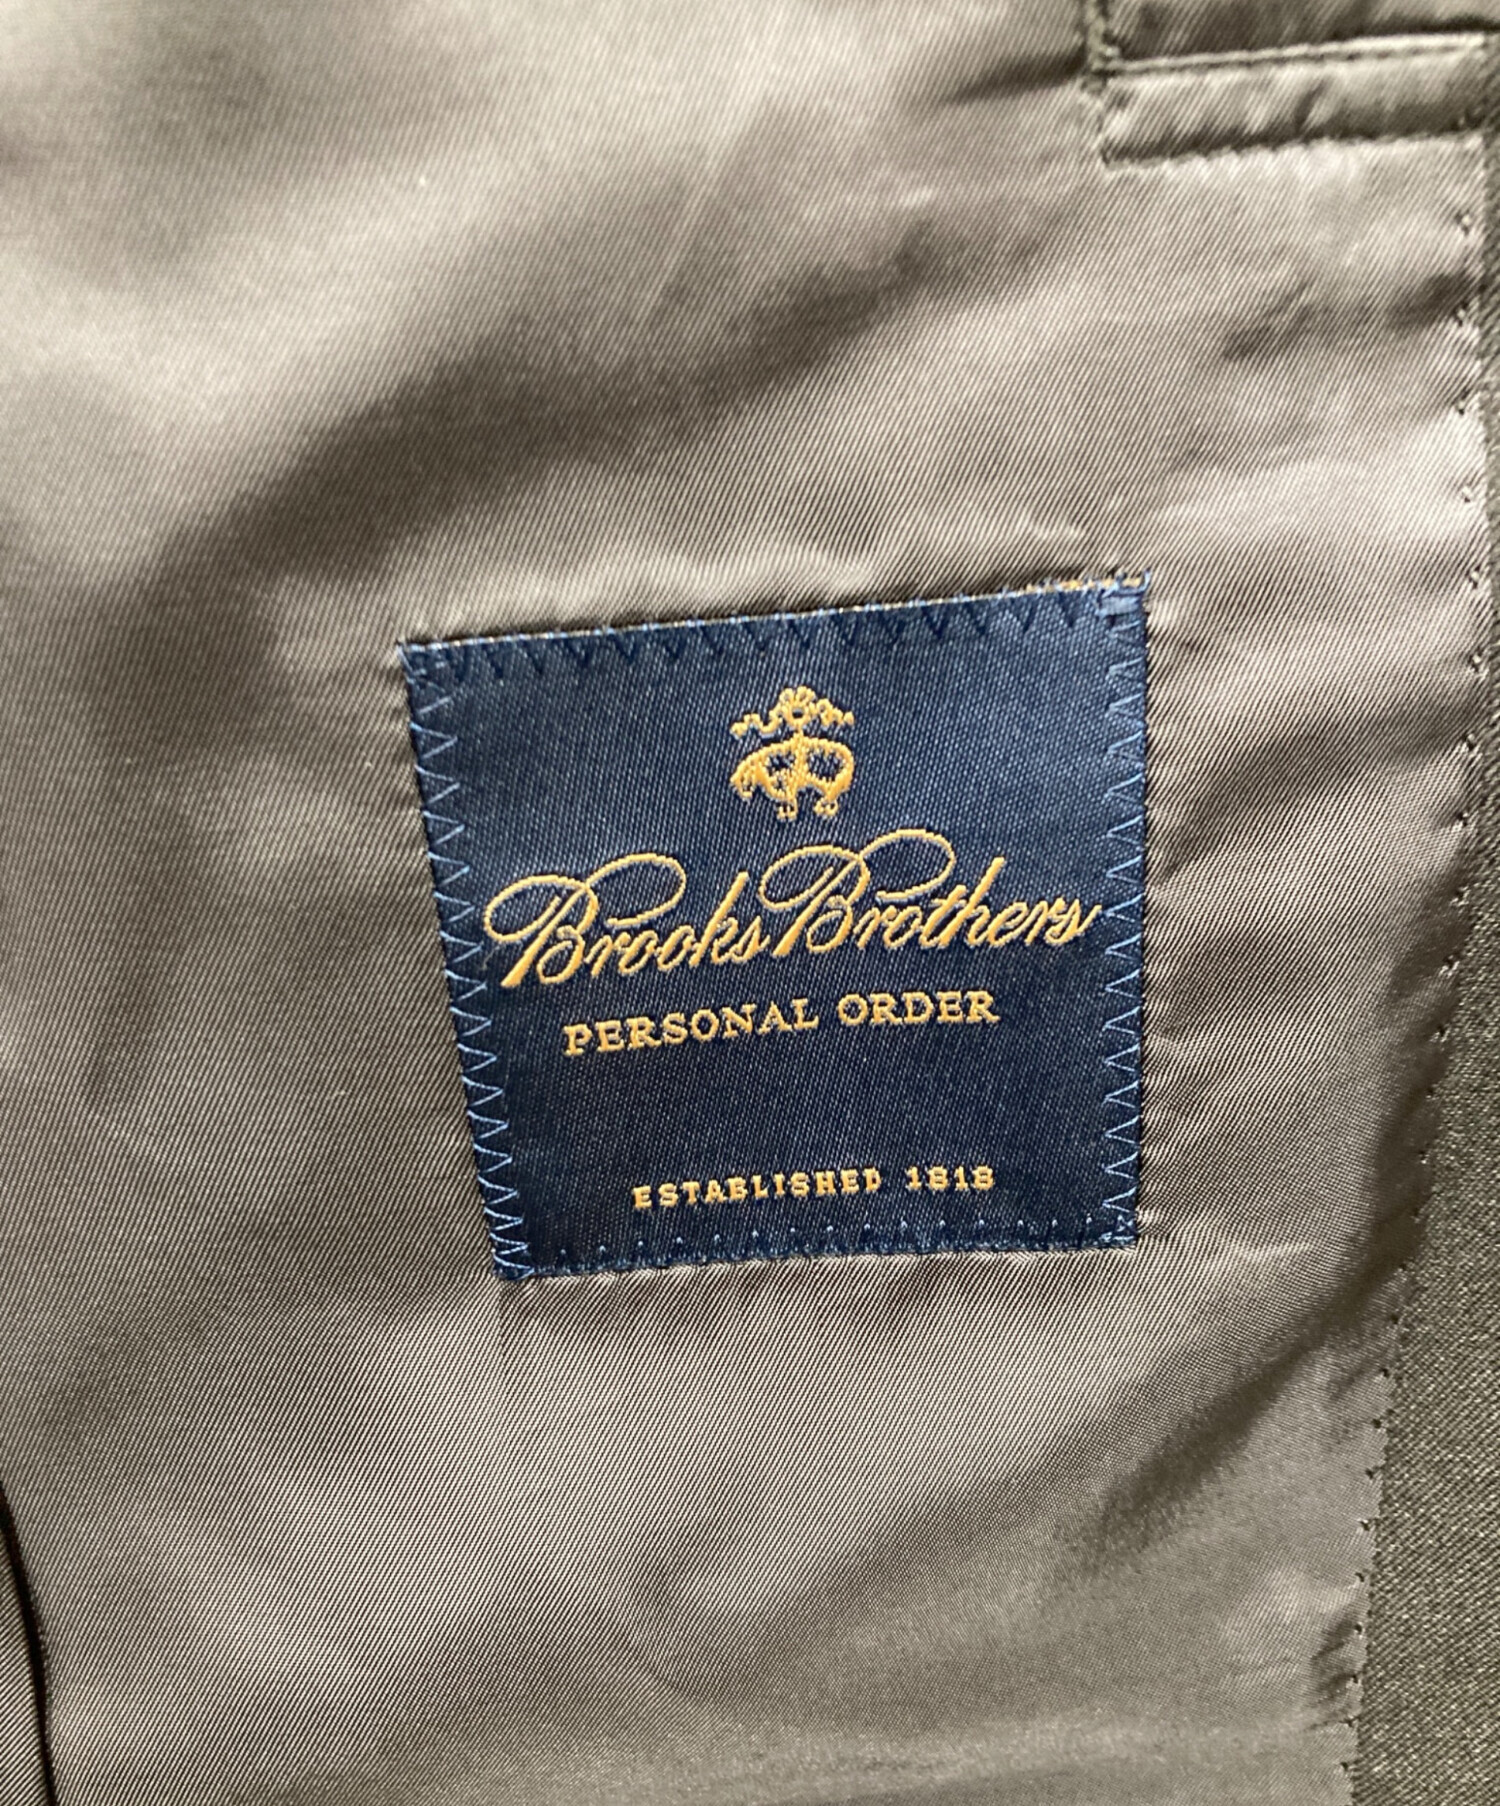 Brooks Brothers
PERSONAL ORDER
ESTABLISHED 1818